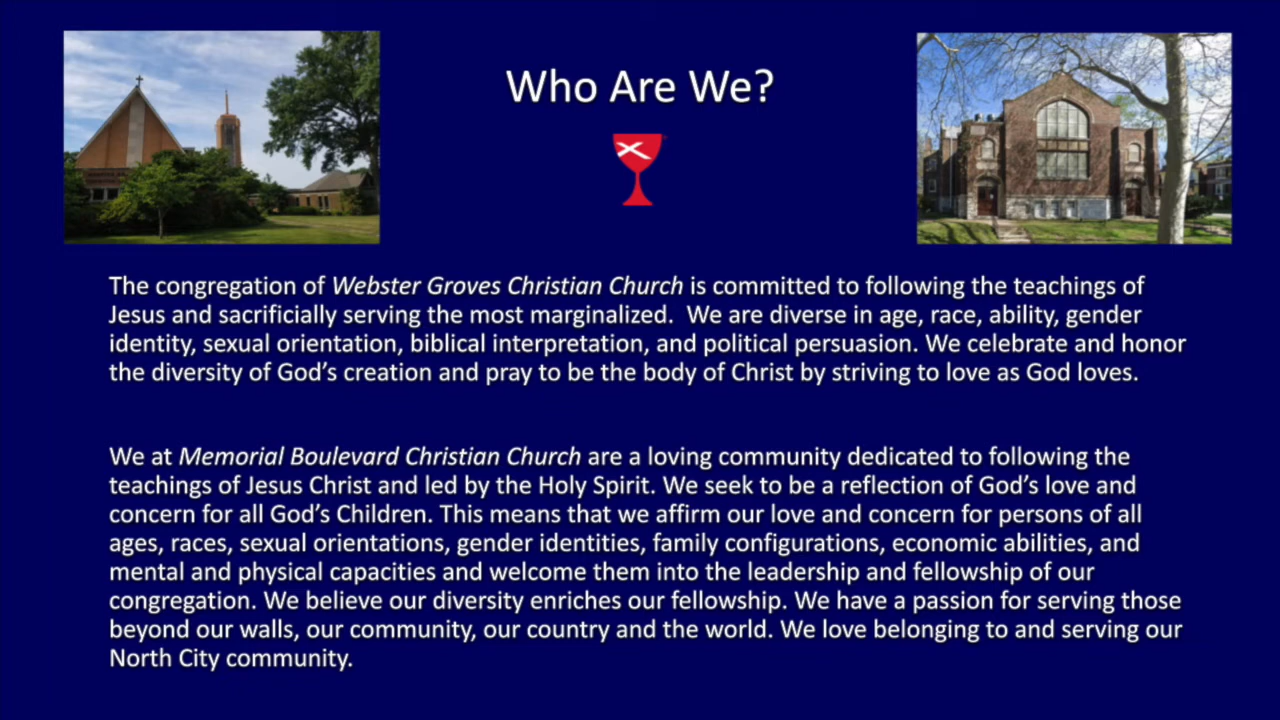 Who Are We?
The congregation of Webster Groves Christian Church is committed to following the teachings of
Jesus and sacrificially serving the most marginalized.  We are diverse in age, race, ability, gender
identity, sexual orientation, biblical interpretation, and political persuasion. We celebrate and honor
the diversity of God’s creation and pray to be the body of Christ by striving to love as God loves.
We at Memorial Boulevard Christian Church are a loving community dedicated to following the
teachings of Jesus Christ and led by the Holy Spirit. We seek to be a reflection of God’s love and
concern for all God’s Children. This means that we affirm our love and concern for persons of all
ages, races, sexual orientations, gender identities, family configurations, economic abilities, and
mental and physical capacities and welcome them into the leadership and fellowship of our
congregation. We believe our diversity enriches our fellowship. We have a passion for serving those
beyond our walls, our community, our country and the world. We love belonging to and serving our
North City community.